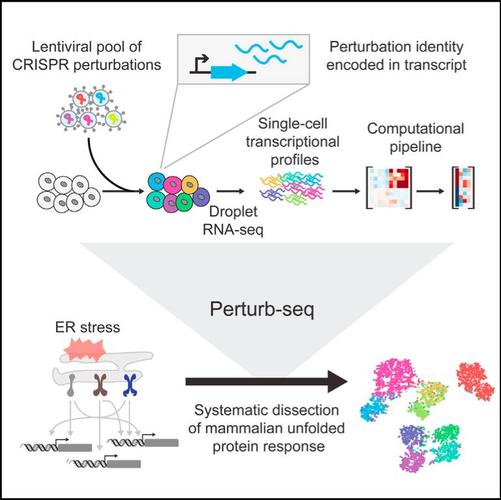 Lentiviral pool of
CRISPR perturbations
Perturbation identity
encoded in transcript
Single-cell
transcriptional
profiles
Computational
pipeline
Droplet
RNA-seq
Perturb-seq
ER stress
Systematic dissection
of mammalian unfolded
protein response